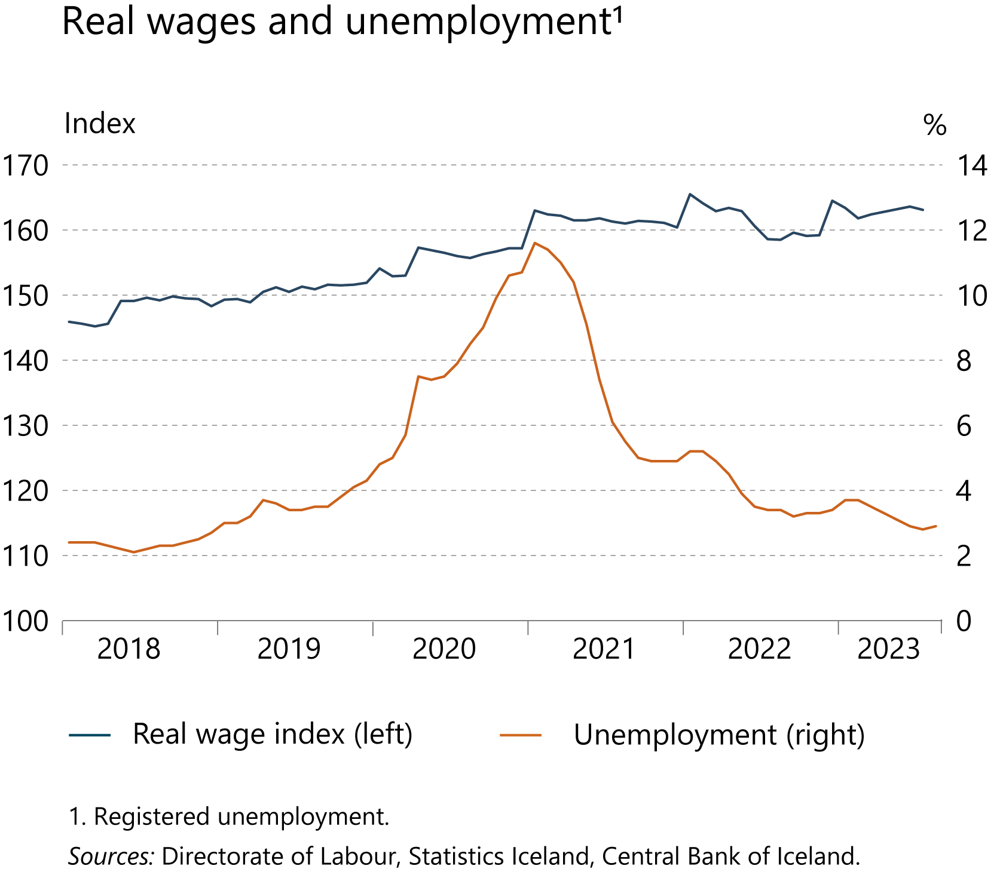 Real wages and unemployment¹
Index %
170 14
160 12
150 10
140 8
130 6
120 4
110 2
100 0
2018 2019 2020 2021 2022 2023
Real wage index (left) Unemployment (right)
1. Registered unemployment.
Sources: Directorate of Labour, Statistics Iceland, Central Bank of Iceland.